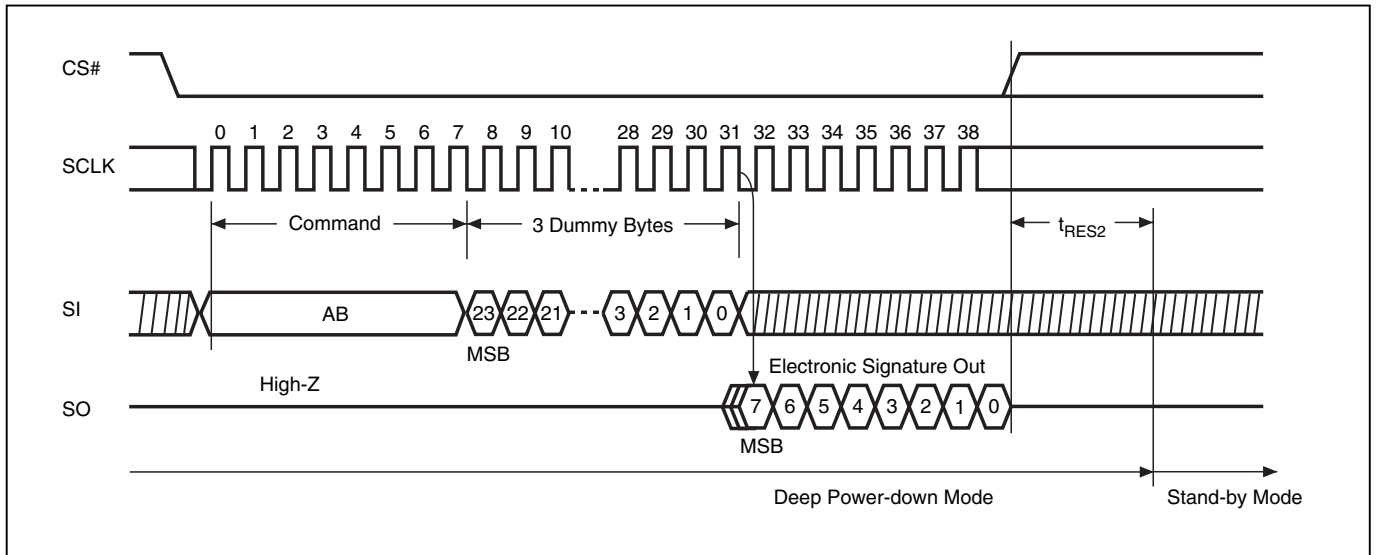 CS#
0 1 2 3 4 5 6 7 8 9 10 28 29 30 31 32 33 34 35 36 37 38
SCLK
Command 3 Dummy Bytes tRES2
SI AB 23 22 21 3 2 1 0
MSB
Electronic Signature Out
High-Z
SO 7 6 5 4 3 2 1 0
MSB
Deep Power-down Mode Stand-by Mode